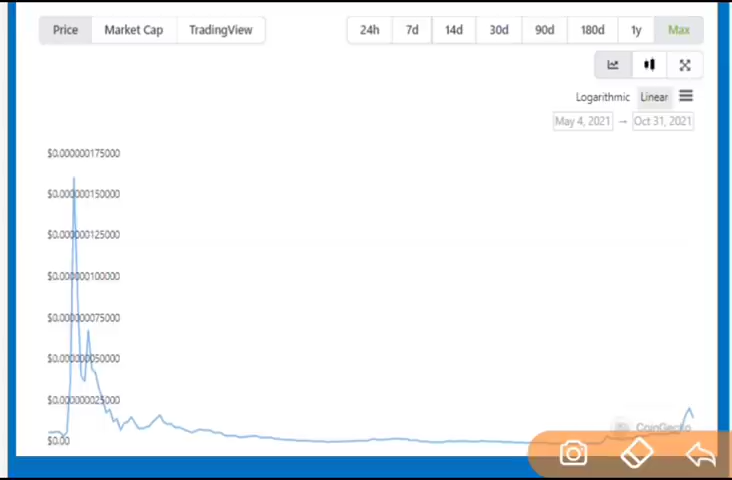 Price Market Cap TradingView 24h 7d 14d 30d 90d 180d 1y Max
Logarithmic Linear
May 4, 2021 → Oct 31, 2021
$0.000000175000
$0.000000150000
$0.000000125000
$0.000000100000
$0.000000075000
$0.000000050000
$0.000000025000
$0.00
CoinGecko